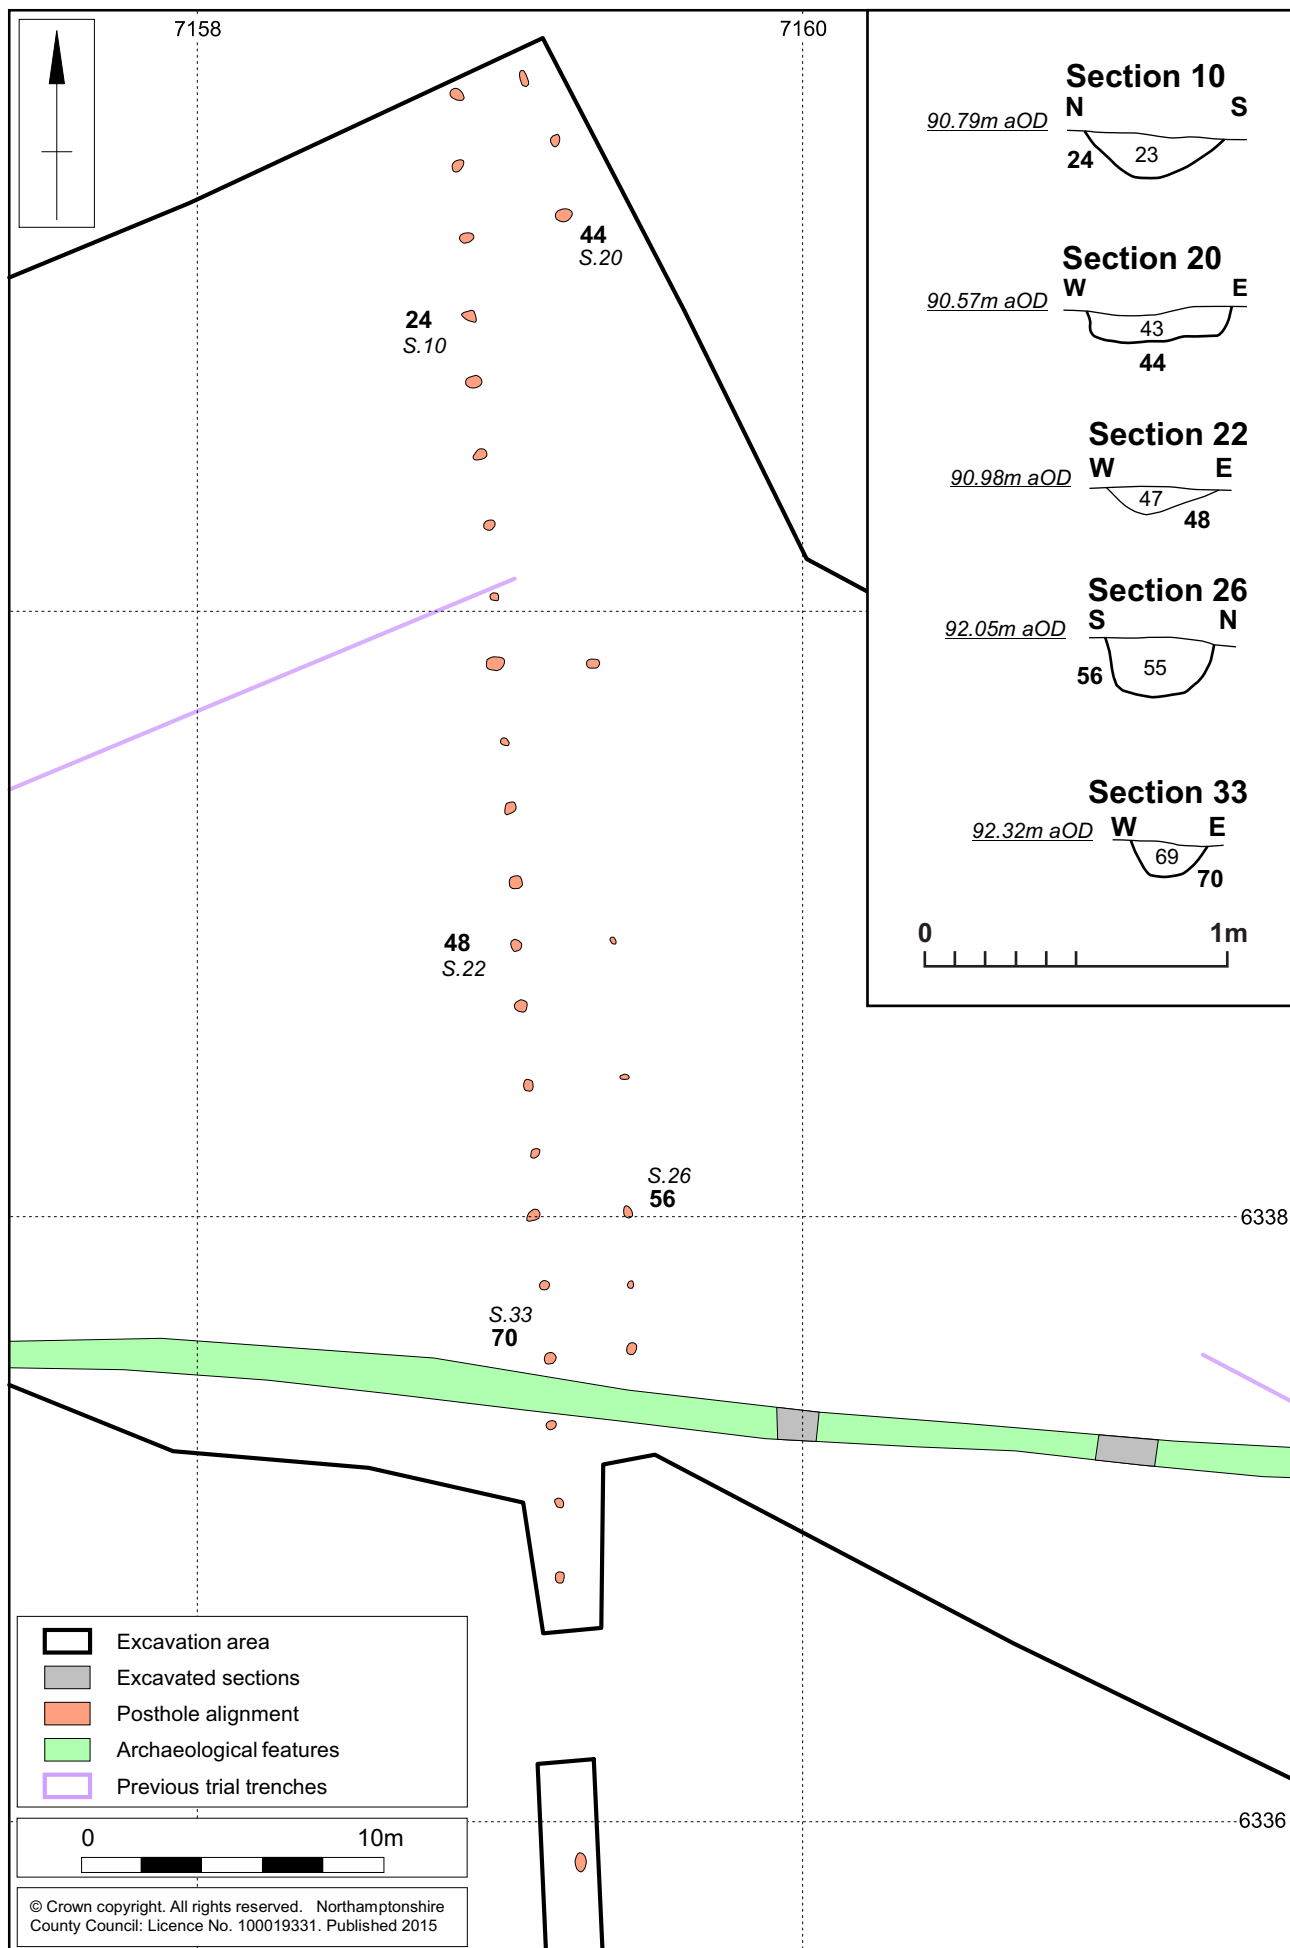 7158
7160
44
S.20
24
S.10
48
S.22
S.26
56
6338
S.33
70
6336
Section 10
N S
90.79m aOD
24 23
Section 20
W E
90.57m aOD
43
44
Section 22
W E
90.98m aOD
47
48
Section 26
S N
92.05m aOD
56 55
Section 33
92.32m aOD W E
69
70
0 1m
Excavation area
Excavated sections
Posthole alignment
Archaeological features
Previous trial trenches
0 10m
© Crown copyright. All rights reserved. Northamptonshire
County Council: Licence No. 100019331. Published 2015